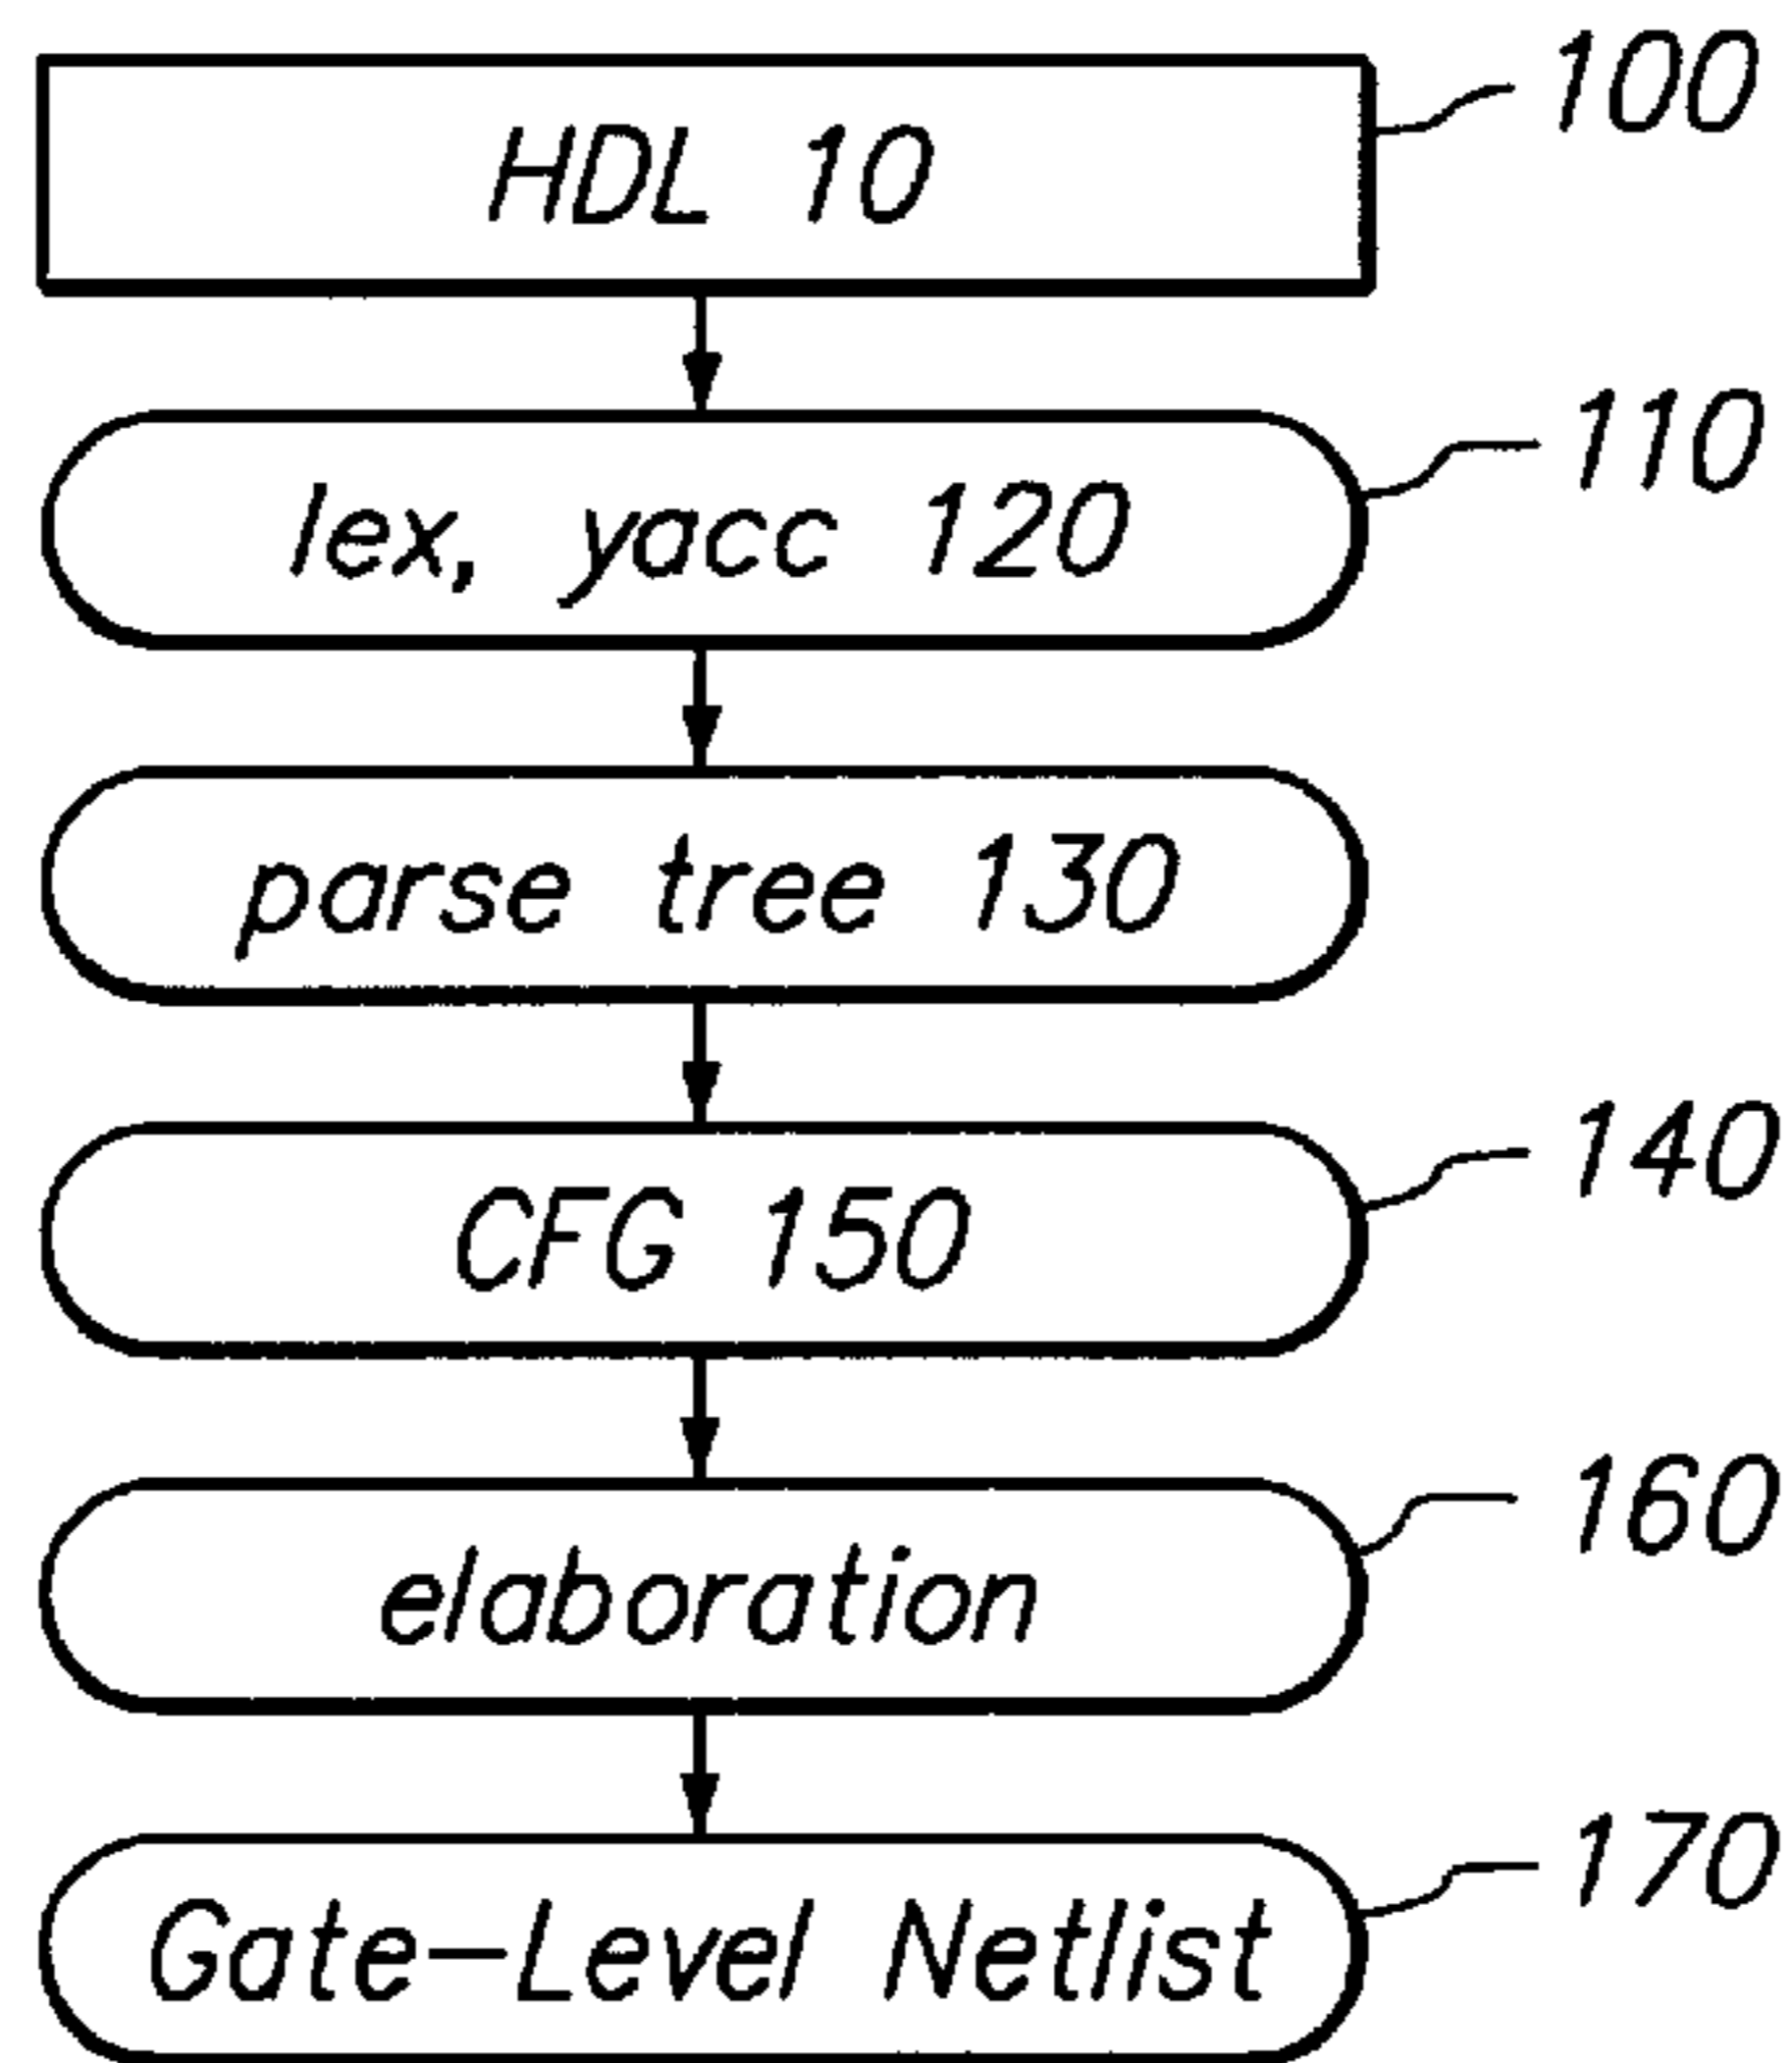 100
HDL 10
110
lex, yacc 120
parse tree 130
140
CFG 150
160
elaboration
170
Gate-Level Netlist